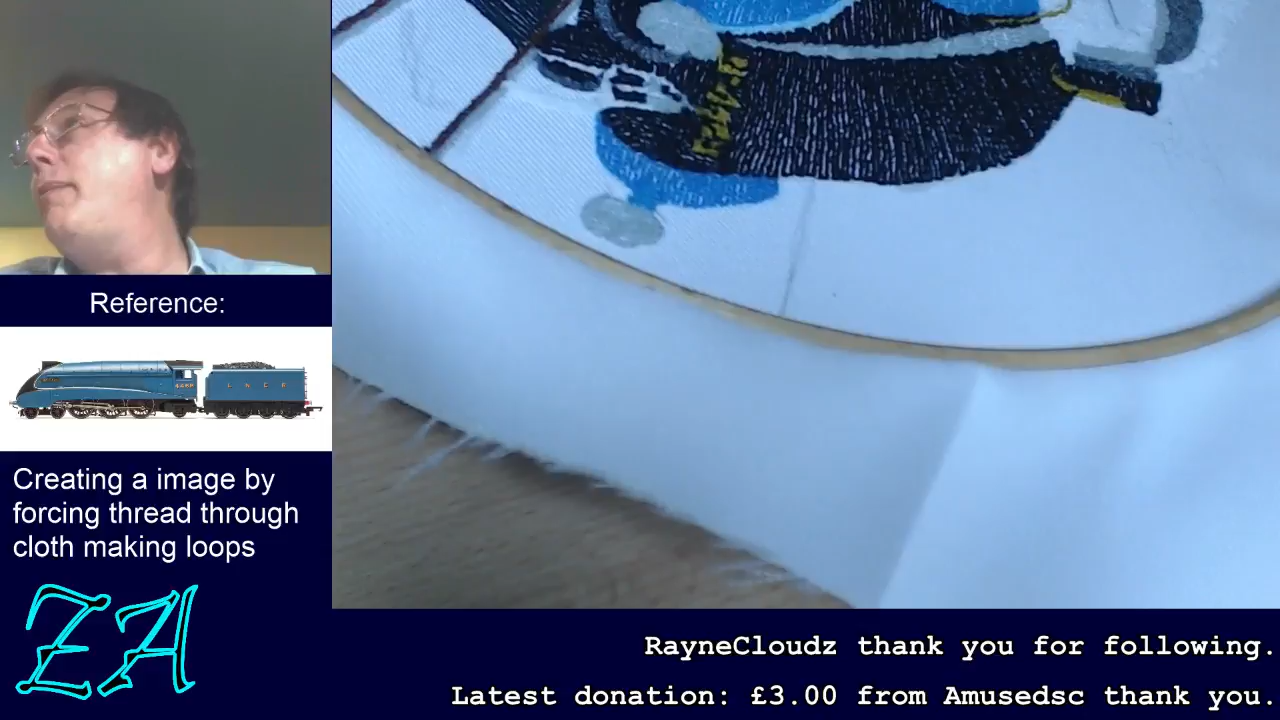 Reference:
L N E R
Creating a image by
forcing thread through
cloth making loops
ZA
RayneCloudz thank you for following.
Latest donation: £3.00 from Amusedsc thank you.